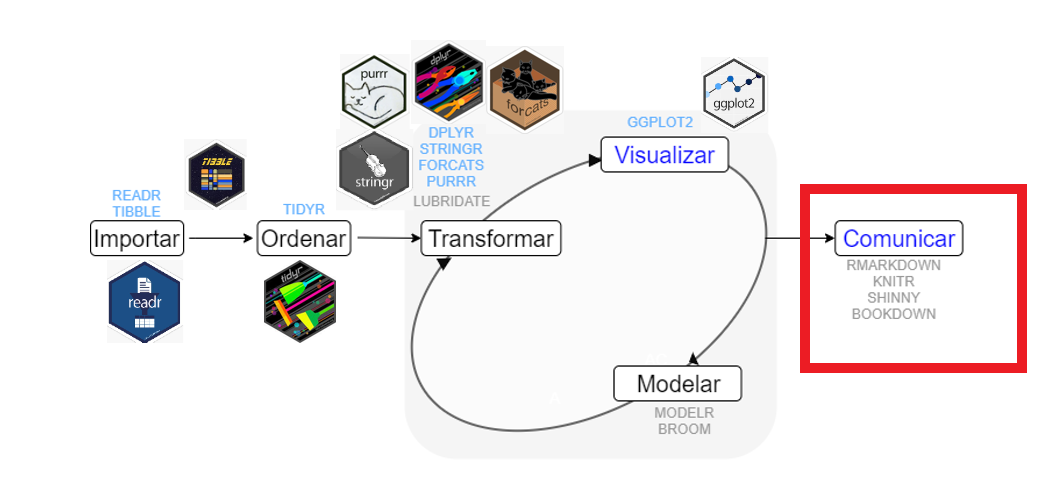 purrr
dplyr
forcats
ggplot2
GGPLOT2
Visualizar
DPLYR
STRINGR
FORCATS
PURRR
LUBRIDATE
stringr
TIBBLE
READR
TIBBLE
TIDYR
Importar
Ordenar
Transformar
Comunicar
RMARKDOWN
KNITR
SHINNY
BOOKDOWN
readr
tidyr
Modelar
MODELR
BROOM